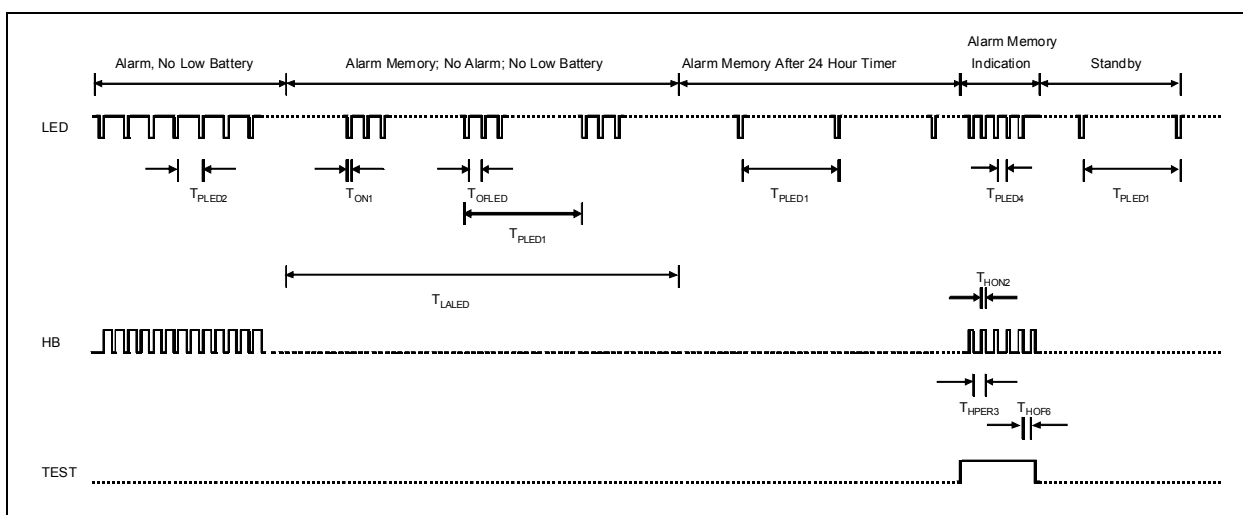 Alarm, No Low Battery
Alarm Memory; No Alarm; No Low Battery
Alarm Memory After 24 Hour Timer
Alarm Memory
Indication
Standby
LED
TPLED2
TON1
TOFLED
TPLED1
TPLED1
TPLED4
TPLED1
TLALED
THON2
HB
THPER3
THOF6
TEST